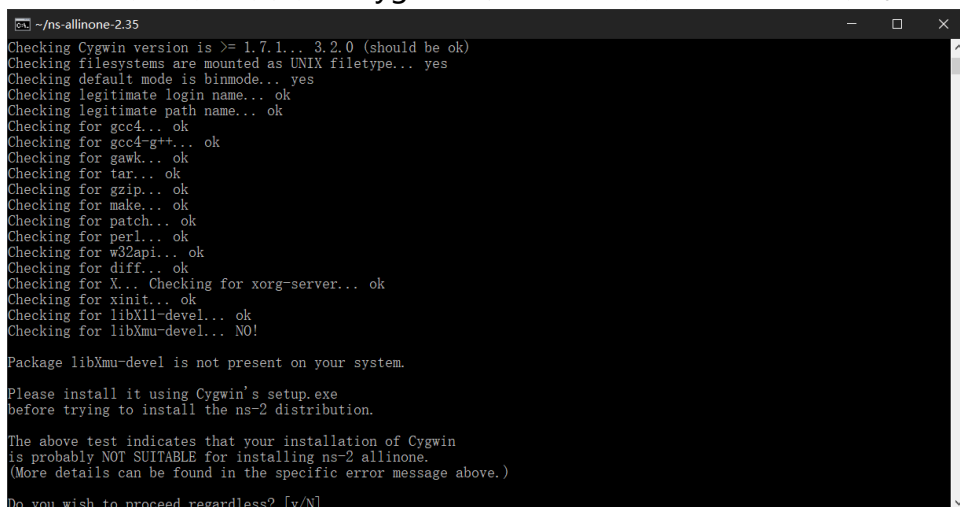 ~/ns-allinone-2.35
Checking Cygwin version is >= 1.7.1... 3.2.0 (should be ok)
Checking filesystems are mounted as UNIX filetype... yes
Checking default mode is binmode... yes
Checking legitimate login name... ok
Checking legitimate path name... ok
Checking for gcc4... ok
Checking for gcc4-g++... ok
Checking for gawk... ok
Checking for tar... ok
Checking for gzip... ok
Checking for make... ok
Checking for patch... ok
Checking for perl... ok
Checking for w32api... ok
Checking for diff... ok
Checking for X... Checking for xorg-server... ok
Checking for xinit... ok
Checking for libX11-devel... ok
Checking for libXmu-devel... NO!
Package libXmu-devel is not present on your system.
Please install it using Cygwin's setup.exe
before trying to install the ns-2 distribution.
The above test indicates that your installation of Cygwin
is probably NOT SUITABLE for installing ns-2 allinone.
(More details can be found in the specific error message above.)
Do you wish to proceed regardless? [y/N]